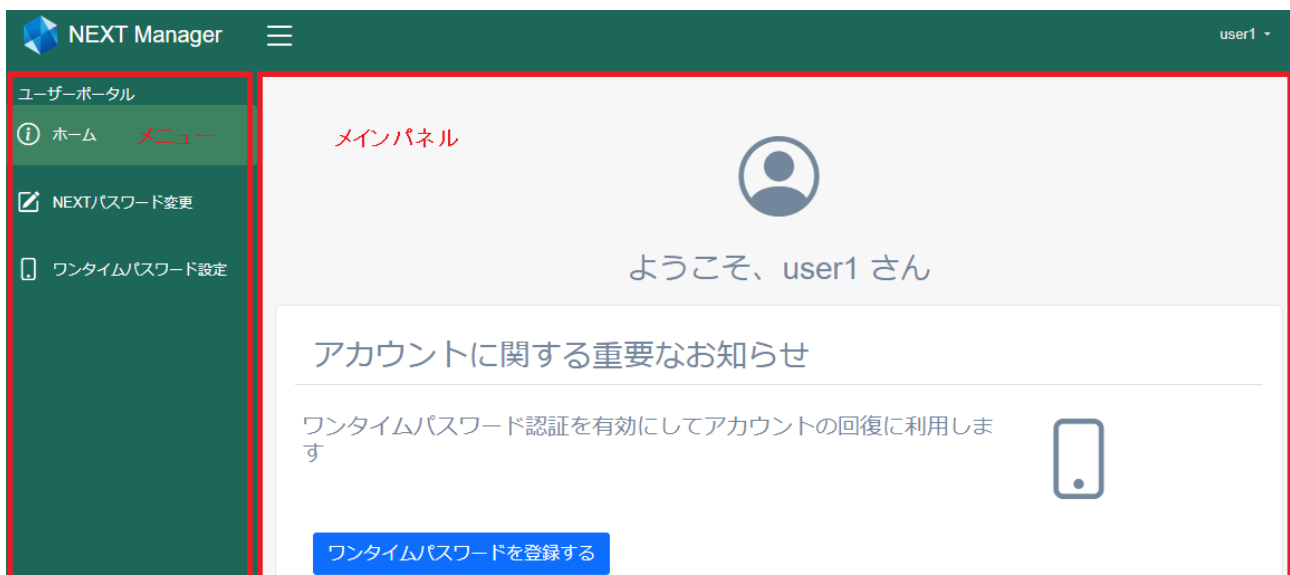 NEXT Manager
user1
ユーザーポータル
ホーム
メニュー
NEXTパスワード変更
ワンタイムパスワード設定
メインパネル
ようこそ、user1 さん
アカウントに関する重要なお知らせ
ワンタイムパスワード認証を有効にしてアカウントの回復に利用しま
す
ワンタイムパスワードを登録する